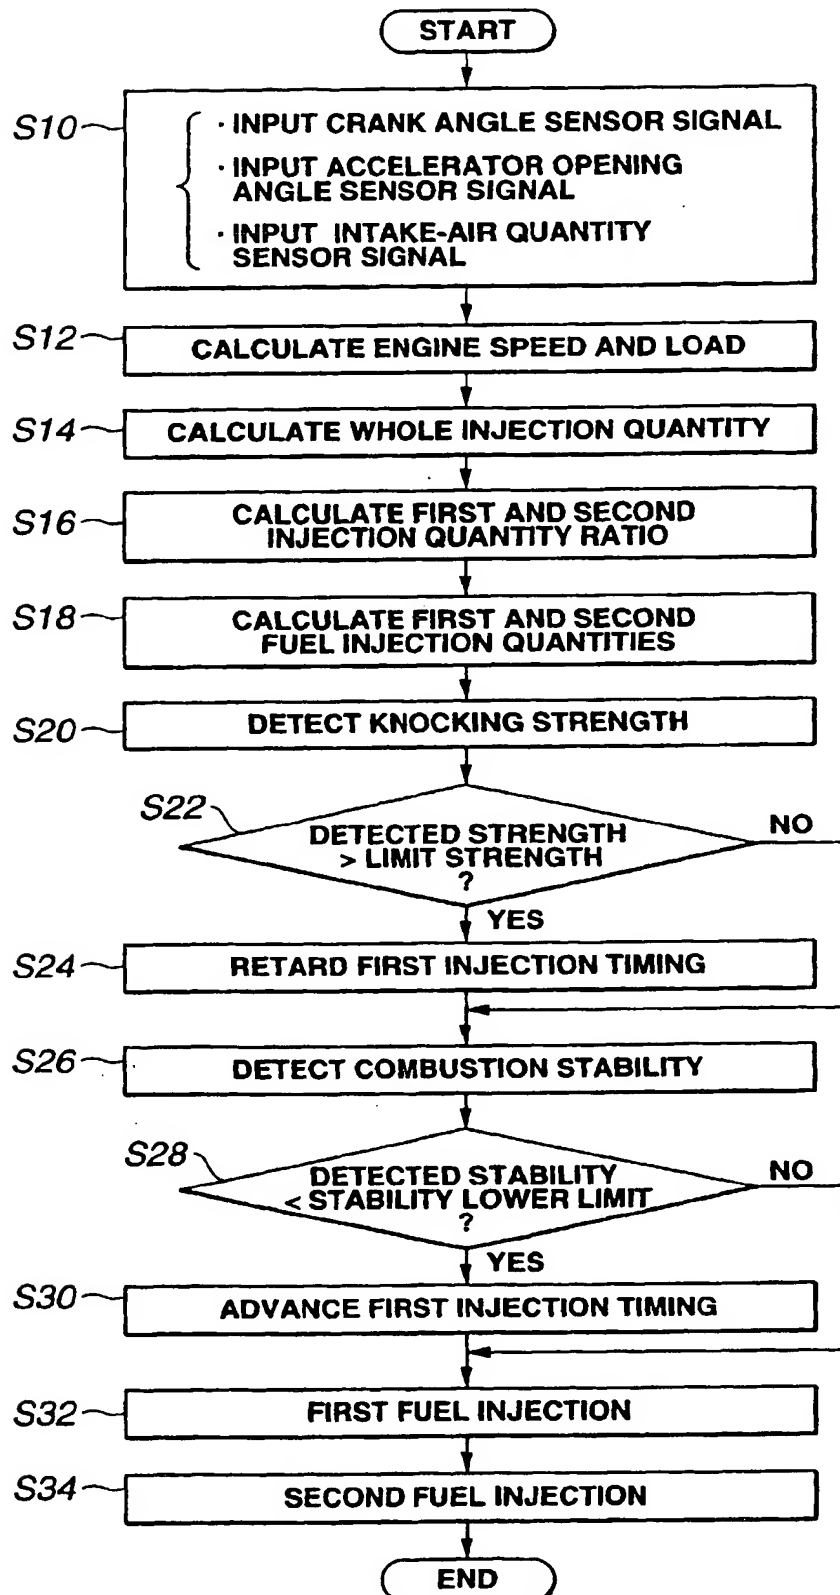 START
S10
· INPUT CRANK ANGLE SENSOR SIGNAL
· INPUT ACCELERATOR OPENING
ANGLE SENSOR SIGNAL
· INPUT INTAKE-AIR QUANTITY
SENSOR SIGNAL
S12
CALCULATE ENGINE SPEED AND LOAD
S14
CALCULATE WHOLE INJECTION QUANTITY
S16
CALCULATE FIRST AND SECOND
INJECTION QUANTITY RATIO
S18
CALCULATE FIRST AND SECOND
FUEL INJECTION QUANTITIES
S20
DETECT KNOCKING STRENGTH
S22
DETECTED STRENGTH
> LIMIT STRENGTH
?
NO
YES
S24
RETARD FIRST INJECTION TIMING
S26
DETECT COMBUSTION STABILITY
S28
DETECTED STABILITY
< STABILITY LOWER LIMIT
?
NO
YES
S30
ADVANCE FIRST INJECTION TIMING
S32
FIRST FUEL INJECTION
S34
SECOND FUEL INJECTION
END